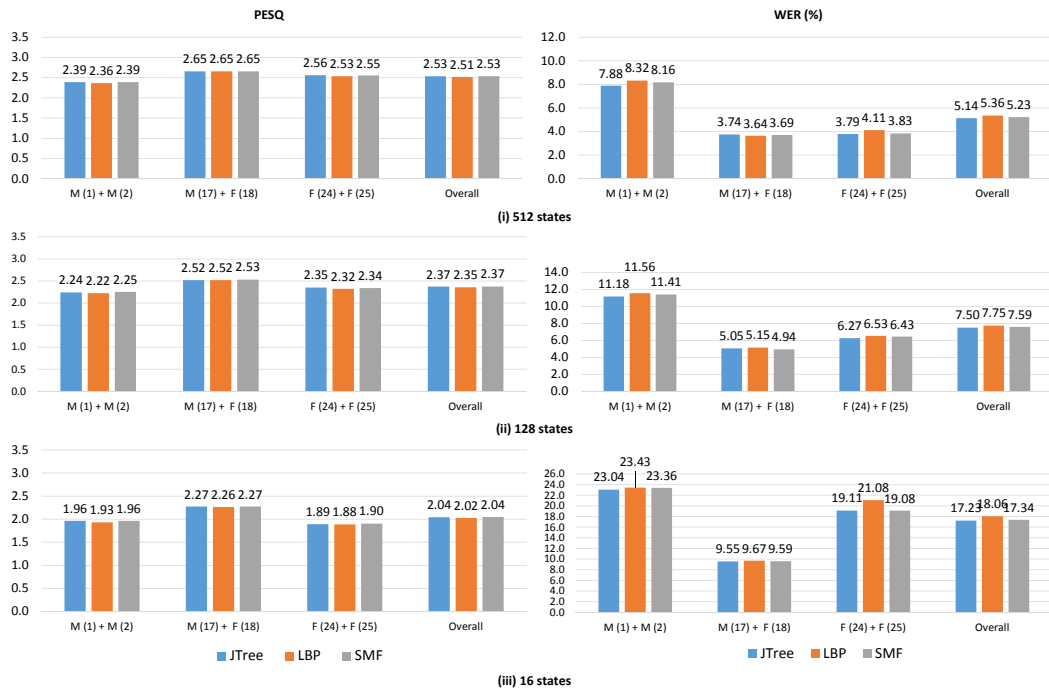 PESQ
WER (%)
3.5
3.0
2.5
2.0
1.5
1.0
0.5
0.0
2.39 2.36 2.39
2.65 2.65 2.65
2.56 2.53 2.55
2.53 2.51 2.53
M (1) + M (2)
M (17) + F (18)
F (24) + F (25)
Overall
12.0
10.0
8.0
6.0
4.0
2.0
0.0
7.88 8.32 8.16
3.74 3.64 3.69
3.79 4.11 3.83
5.14 5.36 5.23
M (1) + M (2)
M (17) + F (18)
F (24) + F (25)
Overall
(i) 512 states
3.5
3.0
2.5
2.0
1.5
1.0
0.5
0.0
2.24 2.22 2.25
2.52 2.52 2.53
2.35 2.32 2.34
2.37 2.35 2.37
M (1) + M (2)
M (17) + F (18)
F (24) + F (25)
Overall
14.0
12.0
10.0
8.0
6.0
4.0
2.0
0.0
11.18 11.56 11.41
5.05 5.15 4.94
6.27 6.53 6.43
7.50 7.75 7.59
M (1) + M (2)
M (17) + F (18)
F (24) + F (25)
Overall
(ii) 128 states
3.5
3.0
2.5
2.0
1.5
1.0
0.5
0.0
1.96 1.93 1.96
2.27 2.26 2.27
1.89 1.88 1.90
2.04 2.02 2.04
M (1) + M (2)
M (17) + F (18)
F (24) + F (25)
Overall
JTree LBP SMF
26.0
24.0
22.0
20.0
18.0
16.0
14.0
12.0
10.0
8.0
6.0
4.0
2.0
0.0
23.04 23.43 23.36
9.55 9.67 9.59
19.11 21.08 19.08
17.23 18.06 17.34
M (1) + M (2)
M (17) + F (18)
F (24) + F (25)
Overall
JTree LBP SMF
(iii) 16 states